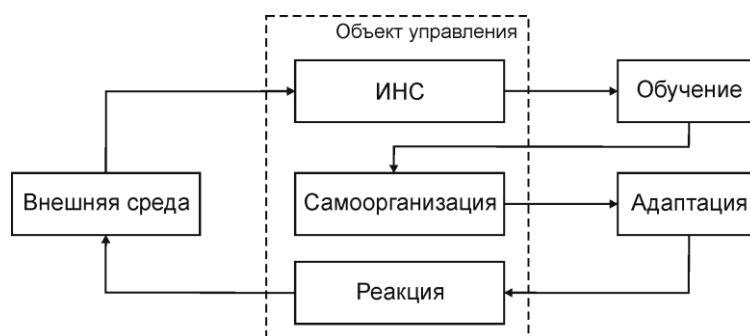 Объект управления
ИНС
Обучение
Внешняя среда
Самоорганизация
Адаптация
Реакция